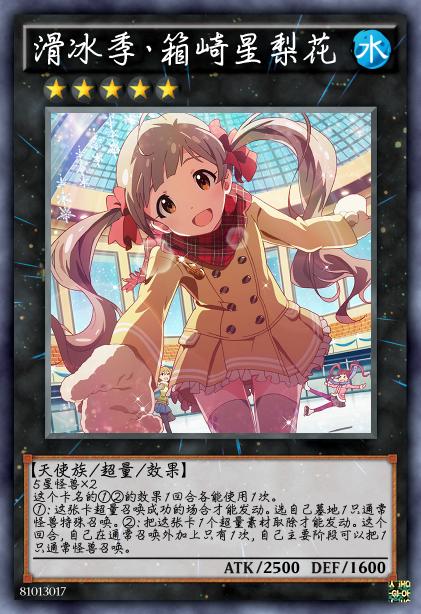 滑冰季·箱崎星梨花
水
【天使族/超量/效果】
5星怪兽×2
这个卡名的①②的效果1回合各能使用1次。
①:这张卡超量召唤成功的场合才能发动。选自己墓地1只通常
怪兽特殊召唤。②:把这张卡1个超量素材取除才能发动。这个
回合,自己在通常召唤外加上只有1次,自己主要阶段可以把1
只通常怪兽召唤。
ATK/2500 DEF/1600
81013017